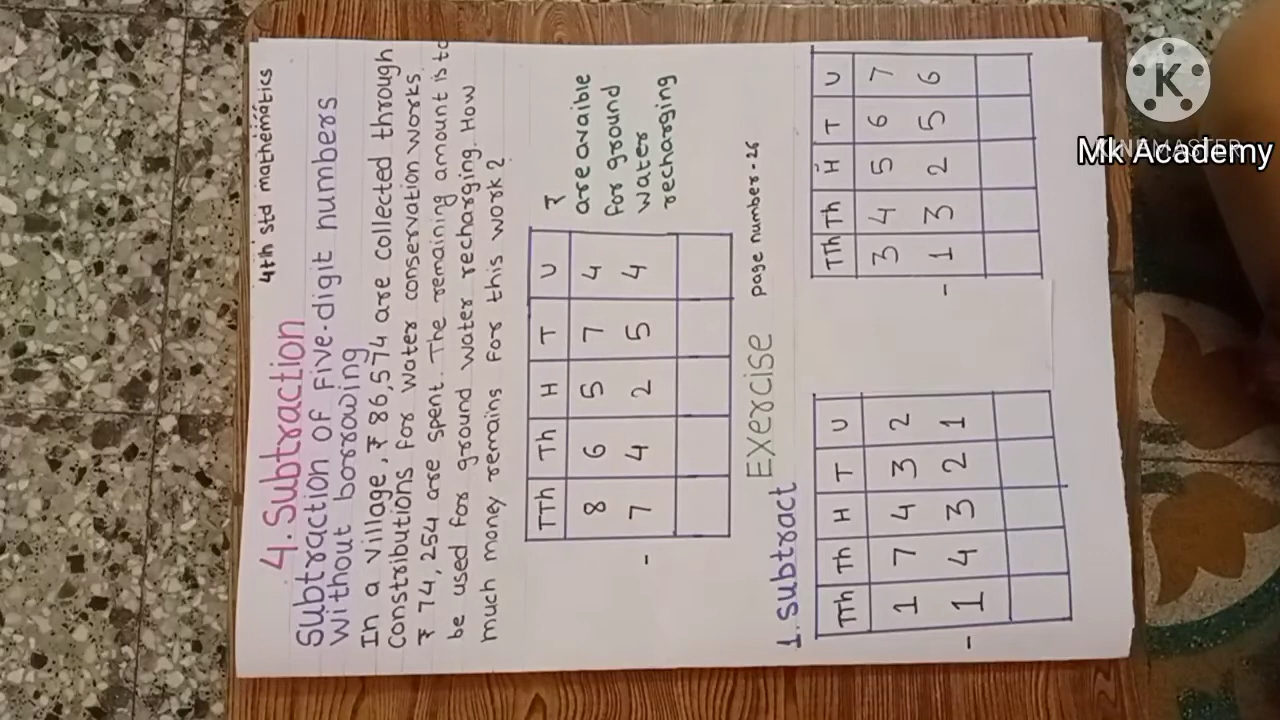 4th std mathematics
4. Subtraction
Subtraction of five-digit numbers
without borrowing
In a village, ₹ 86,574 are collected through
Constributions for water conservation works
₹ 74,254 are spent. The remaining amount is to
be used for ground water recharging. How
much money remains for this work?
TTh Th H T U
8 6 5 7 4
- 7 4 2 5 4
₹
are avaible
for ground
water
recharging
Exercise page number-26
1. subtract
TTh Th H T U
1 7 4 3 2
- 1 4 3 2 1
TTh Th H T U
3 4 5 6 7
- 1 3 2 5 6
K
Mk Academy
KINEMASTER